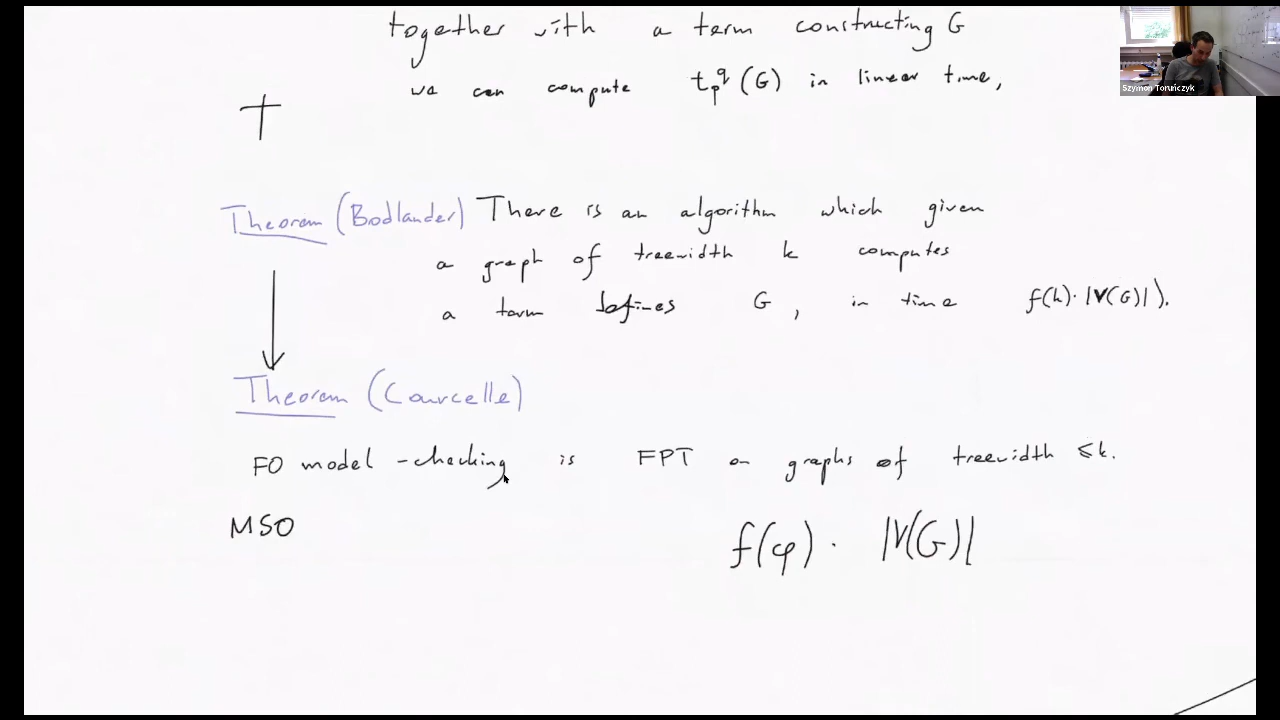 together with a term constructing G
we can compute t_p^q (G) in linear time,
Szymon Toruńczyk
Theorem (Bodlander) There is an algorithm which given
a graph of treewidth k computes
a term defines G, in time f(k)·|V(G)|).
Theorem (Courcelle)
FO model-checking is FPT on graphs of treewidth ≤k.
MSO
f(φ) · |V(G)|